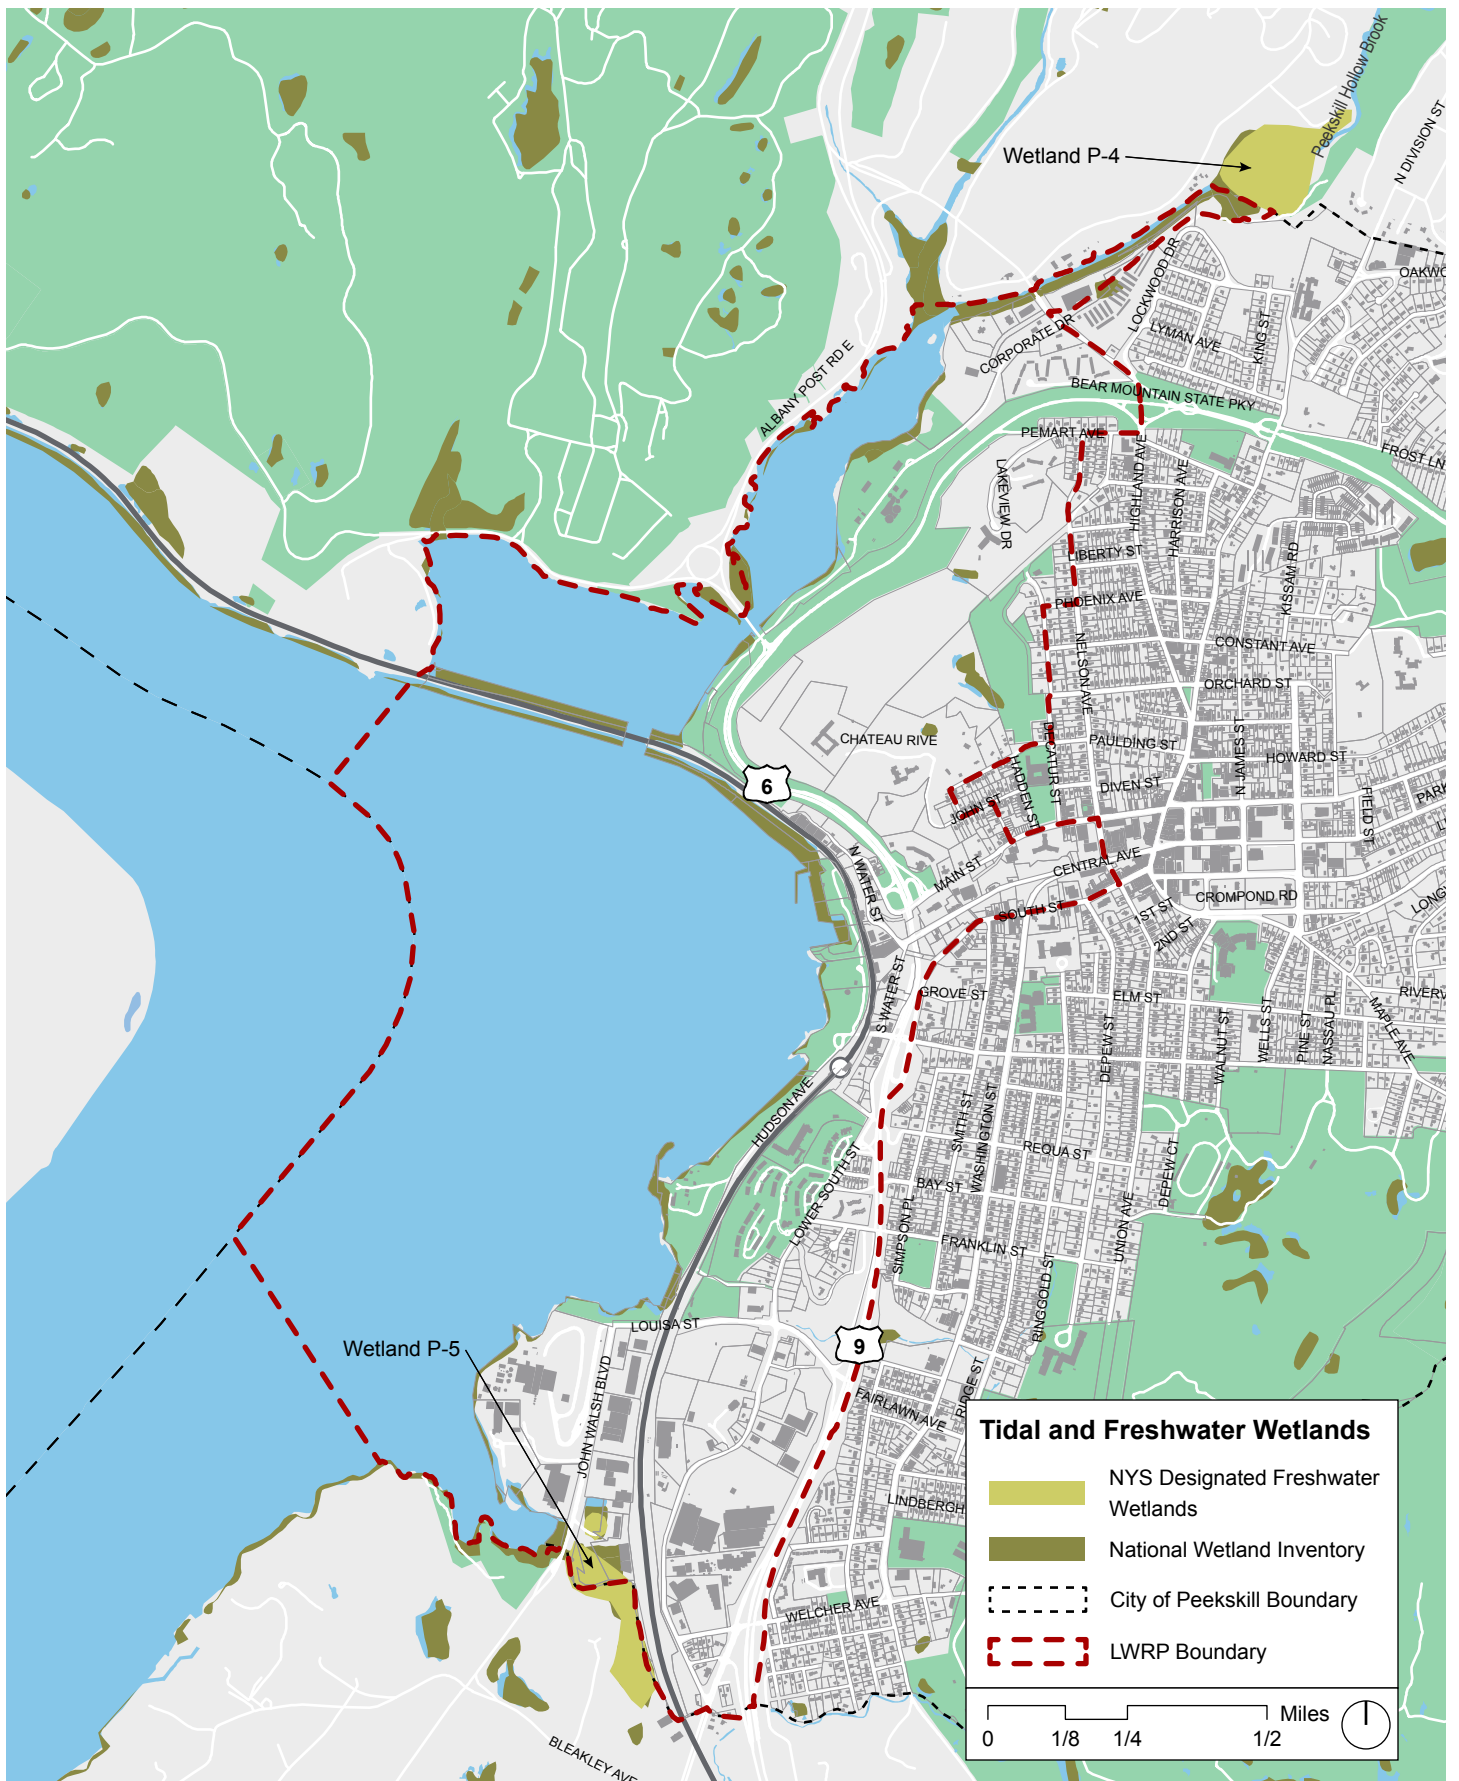 Peekskill Hollow Brook
N DIVISION ST
Wetland P-4
LOCKWOOD DR
OAKWO
LYMAN AVE
KING ST
CORPORATE DR
ALBANY POST RD E
BEAR MOUNTAIN STATE PKY
PEMART AVE
FROST LN
HIGHLAND AVE
HARRISON AVE
LAKEVIEW DR
LIBERTY ST
KISSAM RD
PHOENIX AVE
NELSON AVE
CONSTANT AVE
ORCHARD ST
CHATEAU RIVE
DECATUR ST
PAULDING ST
N JAMES ST
HOWARD ST
6
HADDEN ST
DIVEN ST
JOHN ST
FIELD ST
PARK
N WATER ST
MAIN ST
CENTRAL AVE
CROMPOND RD
LONG
SOUTH ST
1ST ST
2ND ST
S WATER ST
GROVE ST
ELM ST
RIVERV
DEPEW ST
WALNUT ST
WELLS ST
PINE ST
NASSAU PL
MAPLE AVE
HUDSON AVE
SMITH ST
WASHINGTON ST
REQUA ST
LOWER SOUTH ST
BAY ST
DEPEW CT
SIMPSON PL
FRANKLIN ST
UNION AVE
RINGGOLD ST
LOUISA ST
Wetland P-5
9
JOHN WALSH BLVD
FAIRLAWN AVE
RIDGE ST
LINDBERGH
WELCHER AVE
BLEAKLEY AVE
Tidal and Freshwater Wetlands
NYS Designated Freshwater
Wetlands
National Wetland Inventory
City of Peekskill Boundary
LWRP Boundary
Miles
0 1/8 1/4 1/2